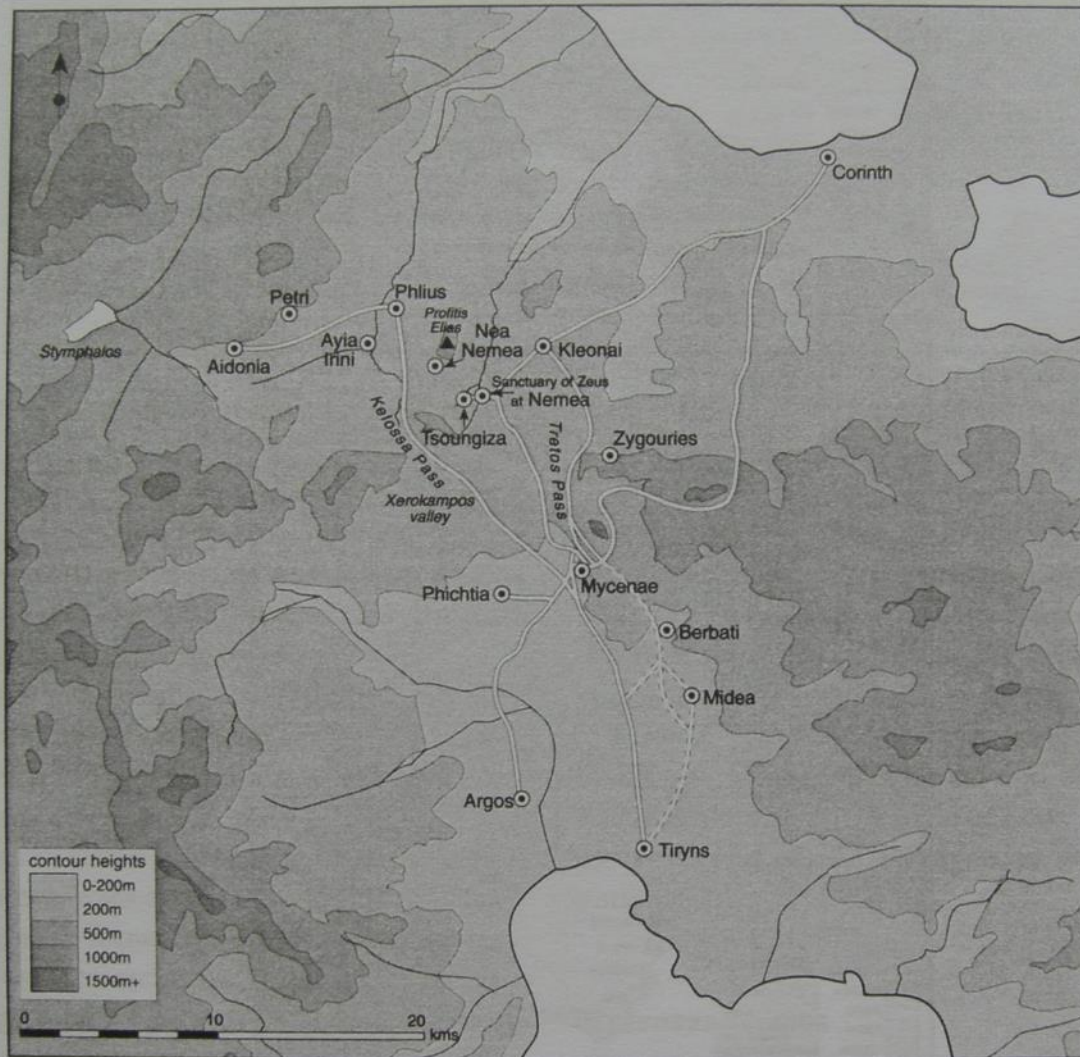 Corinth
Petri
Phlius
Profitis
Elias
Nea
Nemea
Stymphalos
Aidonia
Ayia
Irini
Kleonai
Sanctuary of Zeus
at Nemea
Kelossa Pass
Tsoungiza
Tretos Pass
Zygouries
Xerokampos
valley
Phichtia
Mycenae
Berbati
Midea
Argos
Tiryns
contour heights
0-200m
200m
500m
1000m
1500m+
0 10 20
kms